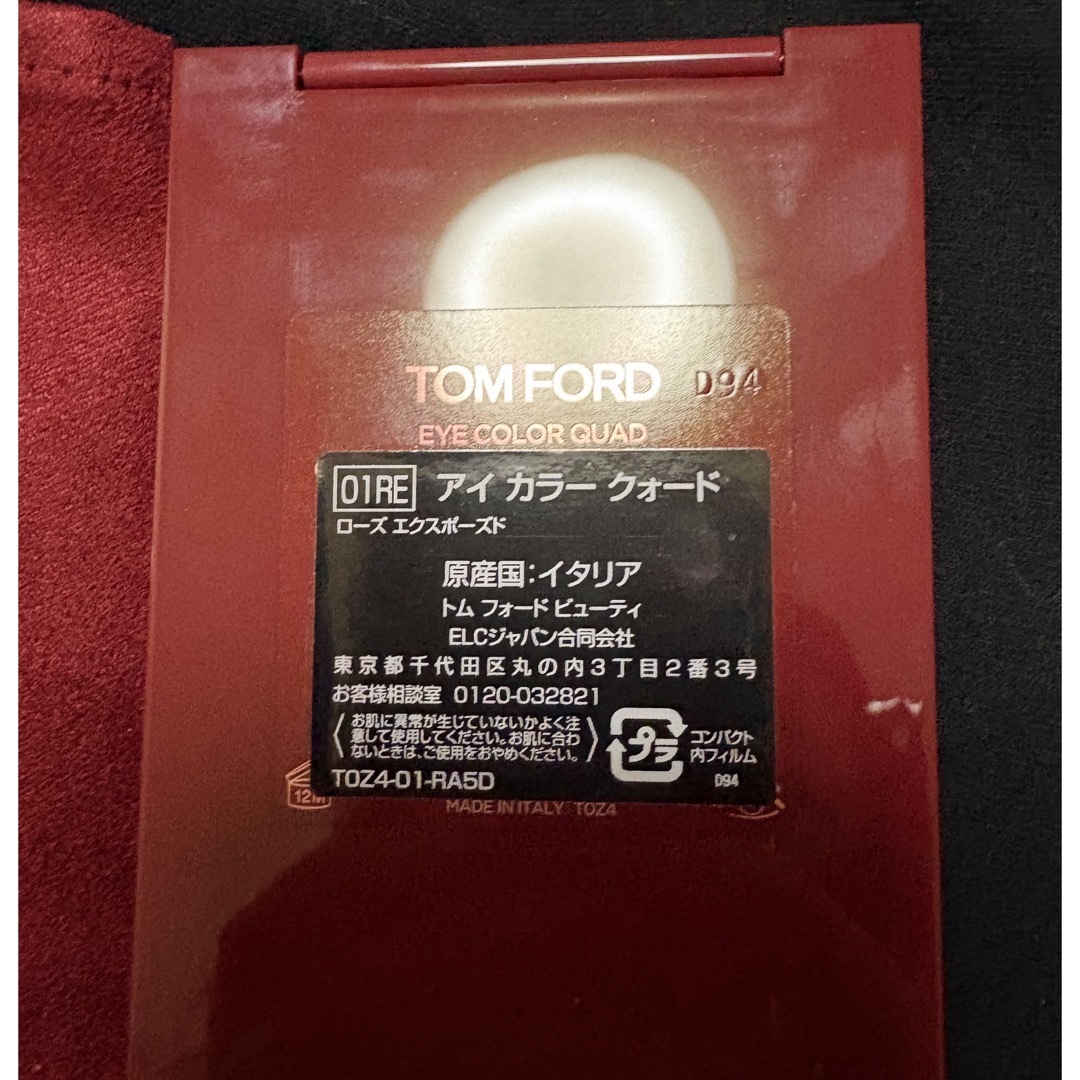 TOM FORD D94
EYE COLOR QUAD
01RE アイ カラー クォード
ローズ エクスポーズド
原産国:イタリア
トム フォード ビューティ
ELCジャパン合同会社
東京都千代田区丸の内3丁目2番3号
お客様相談室 0120-032821
お肌に異常が生じていないかよく注
意して使用してください。お肌に合わ
ないときは、ご使用をおやめください。
プラ
コンパクト
内フィルム
T0Z4-01-RA5D
D94
12M
MADE IN ITALY T0Z4